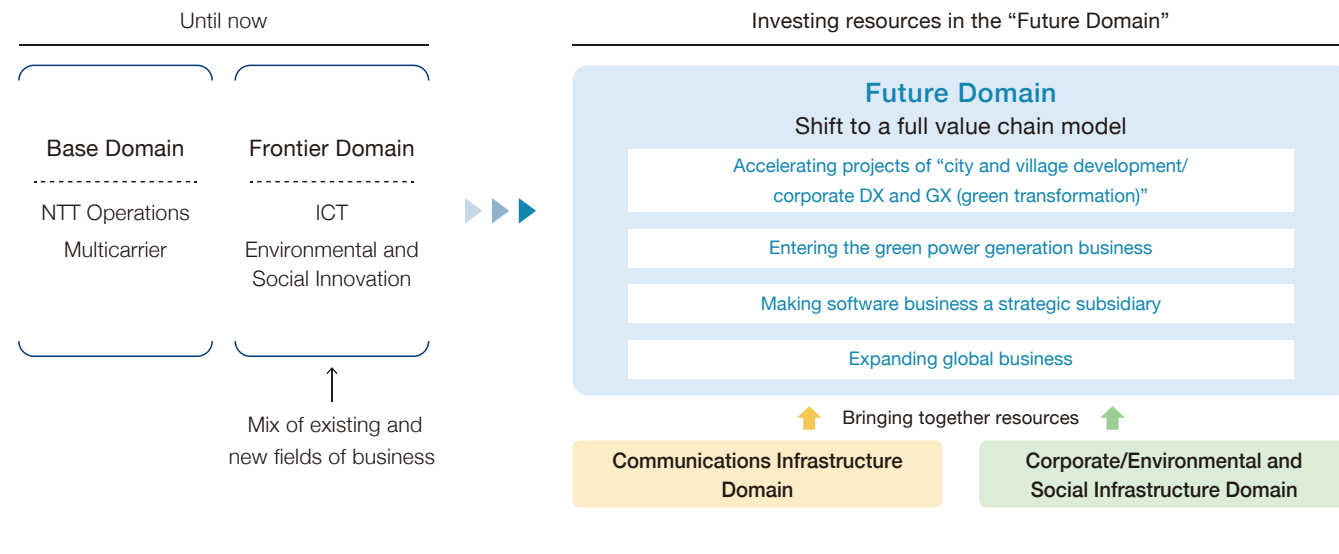 Until now
Base Domain
NTT Operations
Multicarrier
Frontier Domain
ICT
Environmental and
Social Innovation
Mix of existing and
new fields of business
Investing resources in the “Future Domain”
Future Domain
Shift to a full value chain model
Accelerating projects of “city and village development/
corporate DX and GX (green transformation)”
Entering the green power generation business
Making software business a strategic subsidiary
Expanding global business
Bringing together resources
Communications Infrastructure
Domain
Corporate/Environmental and
Social Infrastructure Domain